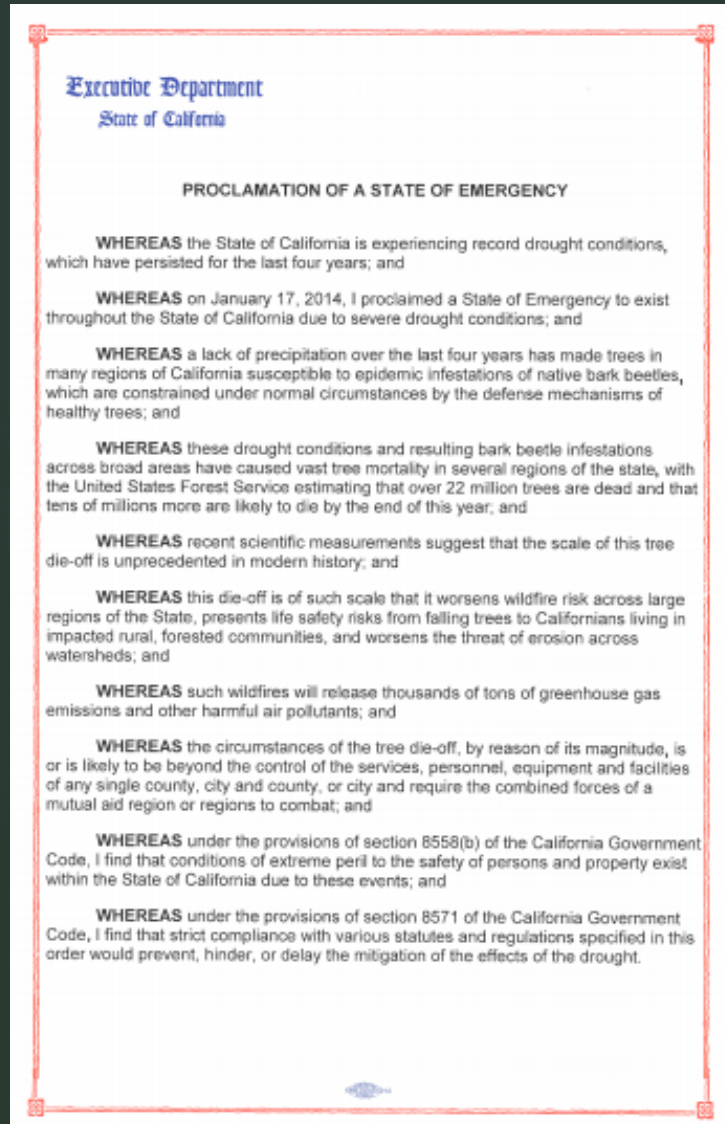 Executive Department
State of California
PROCLAMATION OF A STATE OF EMERGENCY
WHEREAS the State of California is experiencing record drought conditions,
which have persisted for the last four years; and
WHEREAS on January 17, 2014, I proclaimed a State of Emergency to exist
throughout the State of California due to severe drought conditions; and
WHEREAS a lack of precipitation over the last four years has made trees in
many regions of California susceptible to epidemic infestations of native bark beetles,
which are constrained under normal circumstances by the defense mechanisms of
healthy trees; and
WHEREAS these drought conditions and resulting bark beetle infestations
across broad areas have caused vast tree mortality in several regions of the state, with
the United States Forest Service estimating that over 22 million trees are dead and that
tens of millions more are likely to die by the end of this year; and
WHEREAS recent scientific measurements suggest that the scale of this tree
die-off is unprecedented in modern history; and
WHEREAS this die-off is of such scale that it worsens wildfire risk across large
regions of the State, presents life safety risks from falling trees to Californians living in
impacted rural, forested communities, and worsens the threat of erosion across
watersheds; and
WHEREAS such wildfires will release thousands of tons of greenhouse gas
emissions and other harmful air pollutants; and
WHEREAS the circumstances of the tree die-off, by reason of its magnitude, is
or is likely to be beyond the control of the services, personnel, equipment and facilities
of any single county, city and county, or city and require the combined forces of a
mutual aid region or regions to combat; and
WHEREAS under the provisions of section 8558(b) of the California Government
Code, I find that conditions of extreme peril to the safety of persons and property exist
within the State of California due to these events; and
WHEREAS under the provisions of section 8571 of the California Government
Code, I find that strict compliance with various statutes and regulations specified in this
order would prevent, hinder, or delay the mitigation of the effects of the drought.